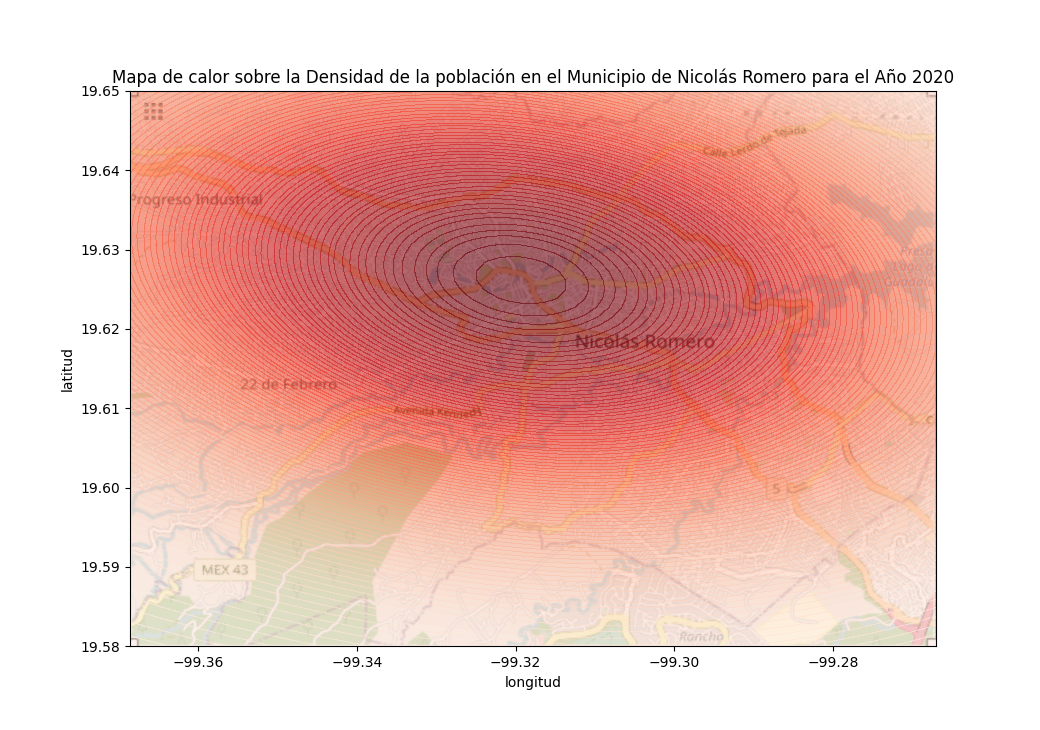 Mapa de calor sobre la Densidad de la población en el Municipio de Nicolás Romero para el Año 2020
19.65
19.64
19.63
19.62
19.61
19.60
19.59
19.58
latitud
Calle Lerdo de Tejada
Progreso Industrial
Presa
Lago d
Guadalu
Nicolás Romero
22 de Febrero
Avenida Kennedy
5
MEX 43
Rancho
−99.36
−99.34
−99.32
−99.30
−99.28
longitud